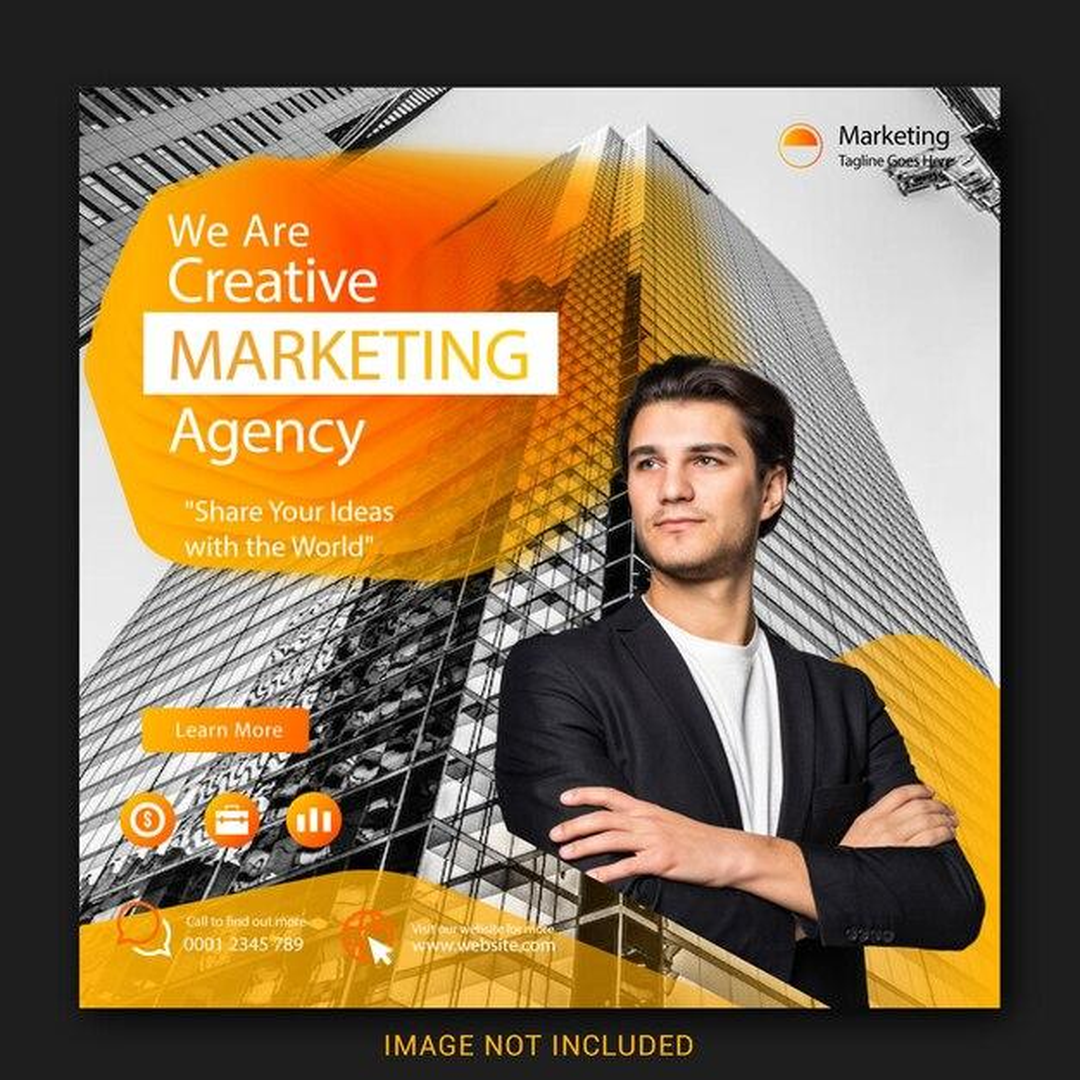 Marketing
Tagline Goes Here
We Are
Creative
MARKETING
Agency
"Share Your Ideas
with the World"
Learn More
$
Call to find out more
0001 2345 789
Visit our website for more
www.website.com
IMAGE NOT INCLUDED